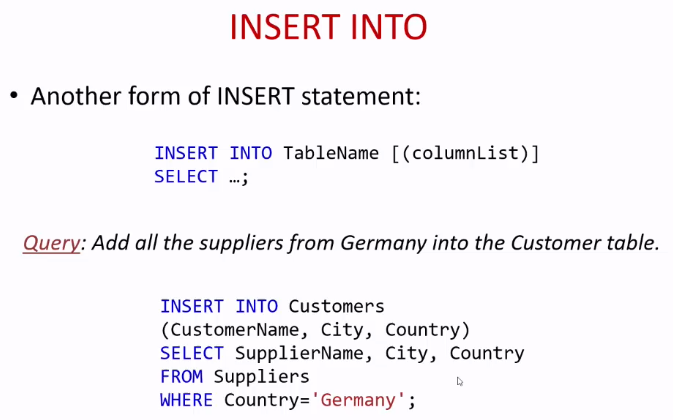 INSERT INTO
• Another form of INSERT statement:
INSERT INTO TableName [(columnList)]
SELECT …;
Query: Add all the suppliers from Germany into the Customer table.
INSERT INTO Customers
(CustomerName, City, Country)
SELECT SupplierName, City, Country
FROM Suppliers
WHERE Country='Germany';